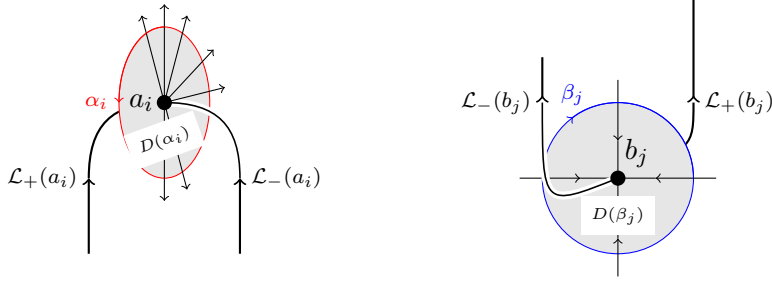 αᵢ
aᵢ
D(αᵢ)
ℒ₊(aᵢ)
ℒ₋(aᵢ)
ℒ₋(bⱼ)
βⱼ
ℒ₊(bⱼ)
bⱼ
D(βⱼ)